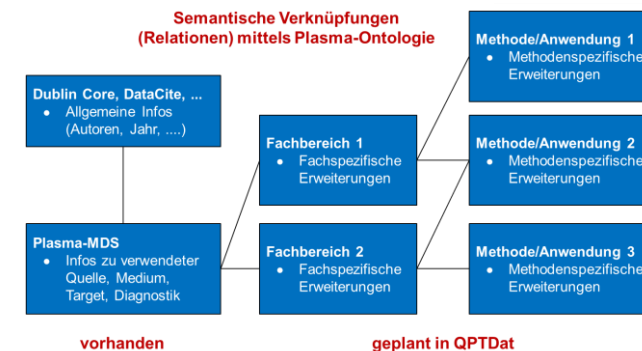 Semantische Verknüpfungen
(Relationen) mittels Plasma-Ontologie
Dublin Core, DataCite, ...
• Allgemeine Infos
(Autoren, Jahr, ....)
Plasma-MDS
• Infos zu verwendeter
Quelle, Medium,
Target, Diagnostik
vorhanden
Fachbereich 1
• Fachspezifische
Erweiterungen
Fachbereich 2
• Fachspezifische
Erweiterungen
Methode/Anwendung 1
• Methodenspezifische
Erweiterungen
Methode/Anwendung 2
• Methodenspezifische
Erweiterungen
Methode/Anwendung 3
• Methodenspezifische
Erweiterungen
geplant in QPTDat